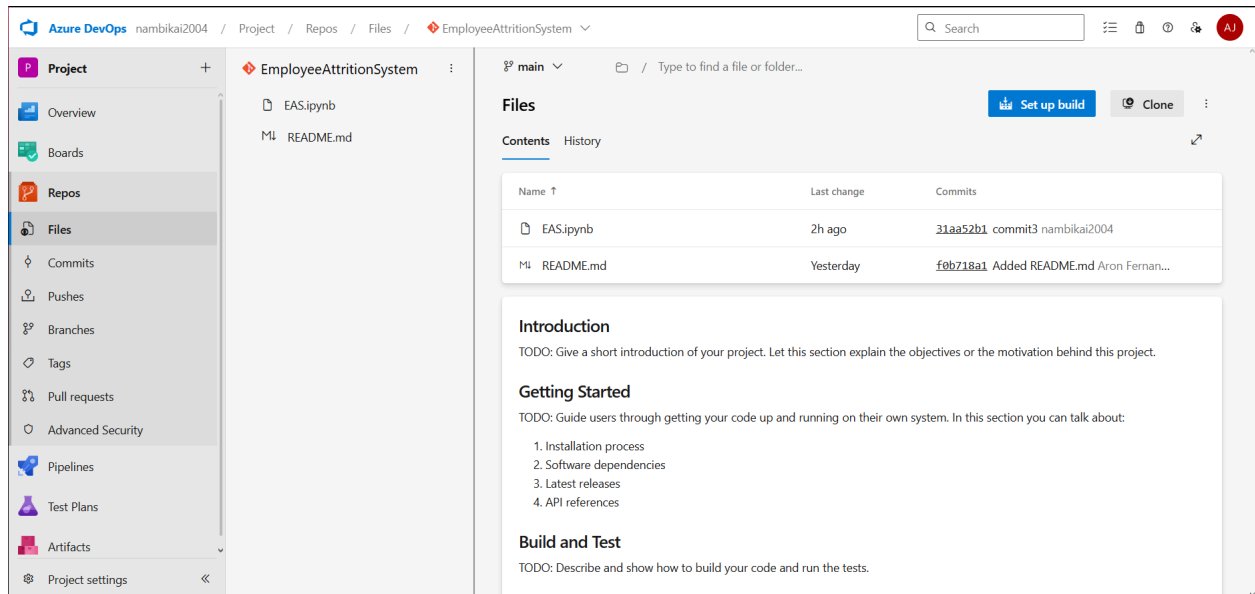 Azure DevOps nambikai2004 / Project / Repos / Files / EmployeeAttritionSystem
Search
AJ
P Project
Overview
Boards
Repos
Files
Commits
Pushes
Branches
Tags
Pull requests
Advanced Security
Pipelines
Test Plans
Artifacts
Project settings
EmployeeAttritionSystem
EAS.ipynb
README.md
main / Type to find a file or folder...
Files
Set up build
Clone
Contents History
Name ↑ Last change Commits
EAS.ipynb 2h ago 31aa52b1 commit3 nambikai2004
README.md Yesterday f0b718a1 Added README.md Aron Fernan...
Introduction
TODO: Give a short introduction of your project. Let this section explain the objectives or the motivation behind this project.
Getting Started
TODO: Guide users through getting your code up and running on their own system. In this section you can talk about:
1. Installation process
2. Software dependencies
3. Latest releases
4. API references
Build and Test
TODO: Describe and show how to build your code and run the tests.